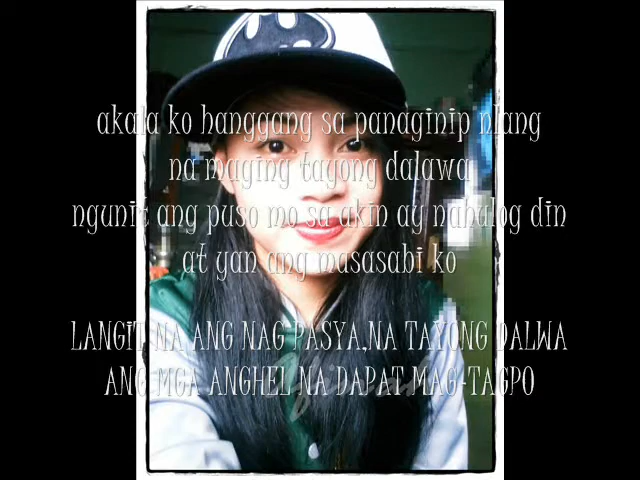 akala ko hanggang sa panaginip nlang
na maging tayong dalawa
ngunit ang puso mo sa akin ay nahulog din
at yan ang masasabi ko
LANGIT NA ANG NAG PASYA,NA TAYONG DALWA
ANG MGA ANGHEL NA DAPAT MAG-TAGPO